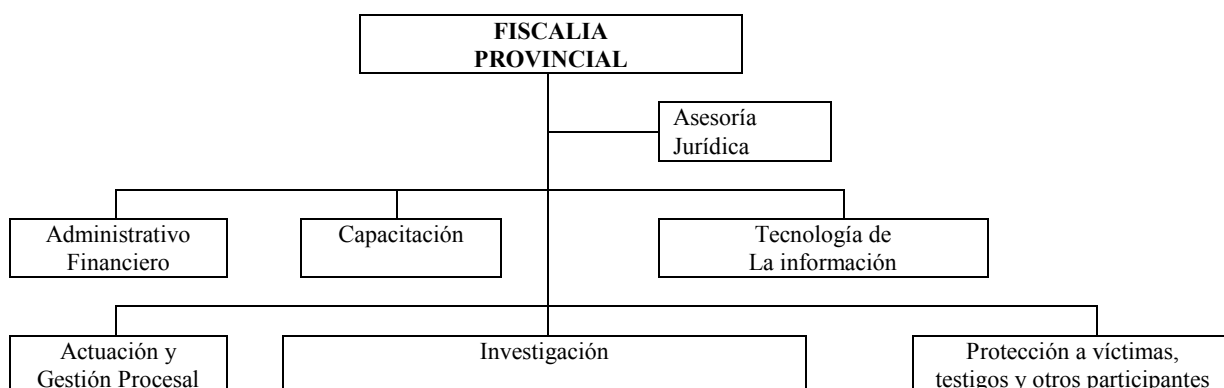 FISCALIA
PROVINCIAL
Asesoría
Jurídica
Administrativo
Financiero
Capacitación
Tecnología de
La información
Actuación y
Gestión Procesal
Investigación
Protección a víctimas,
testigos y otros participantes